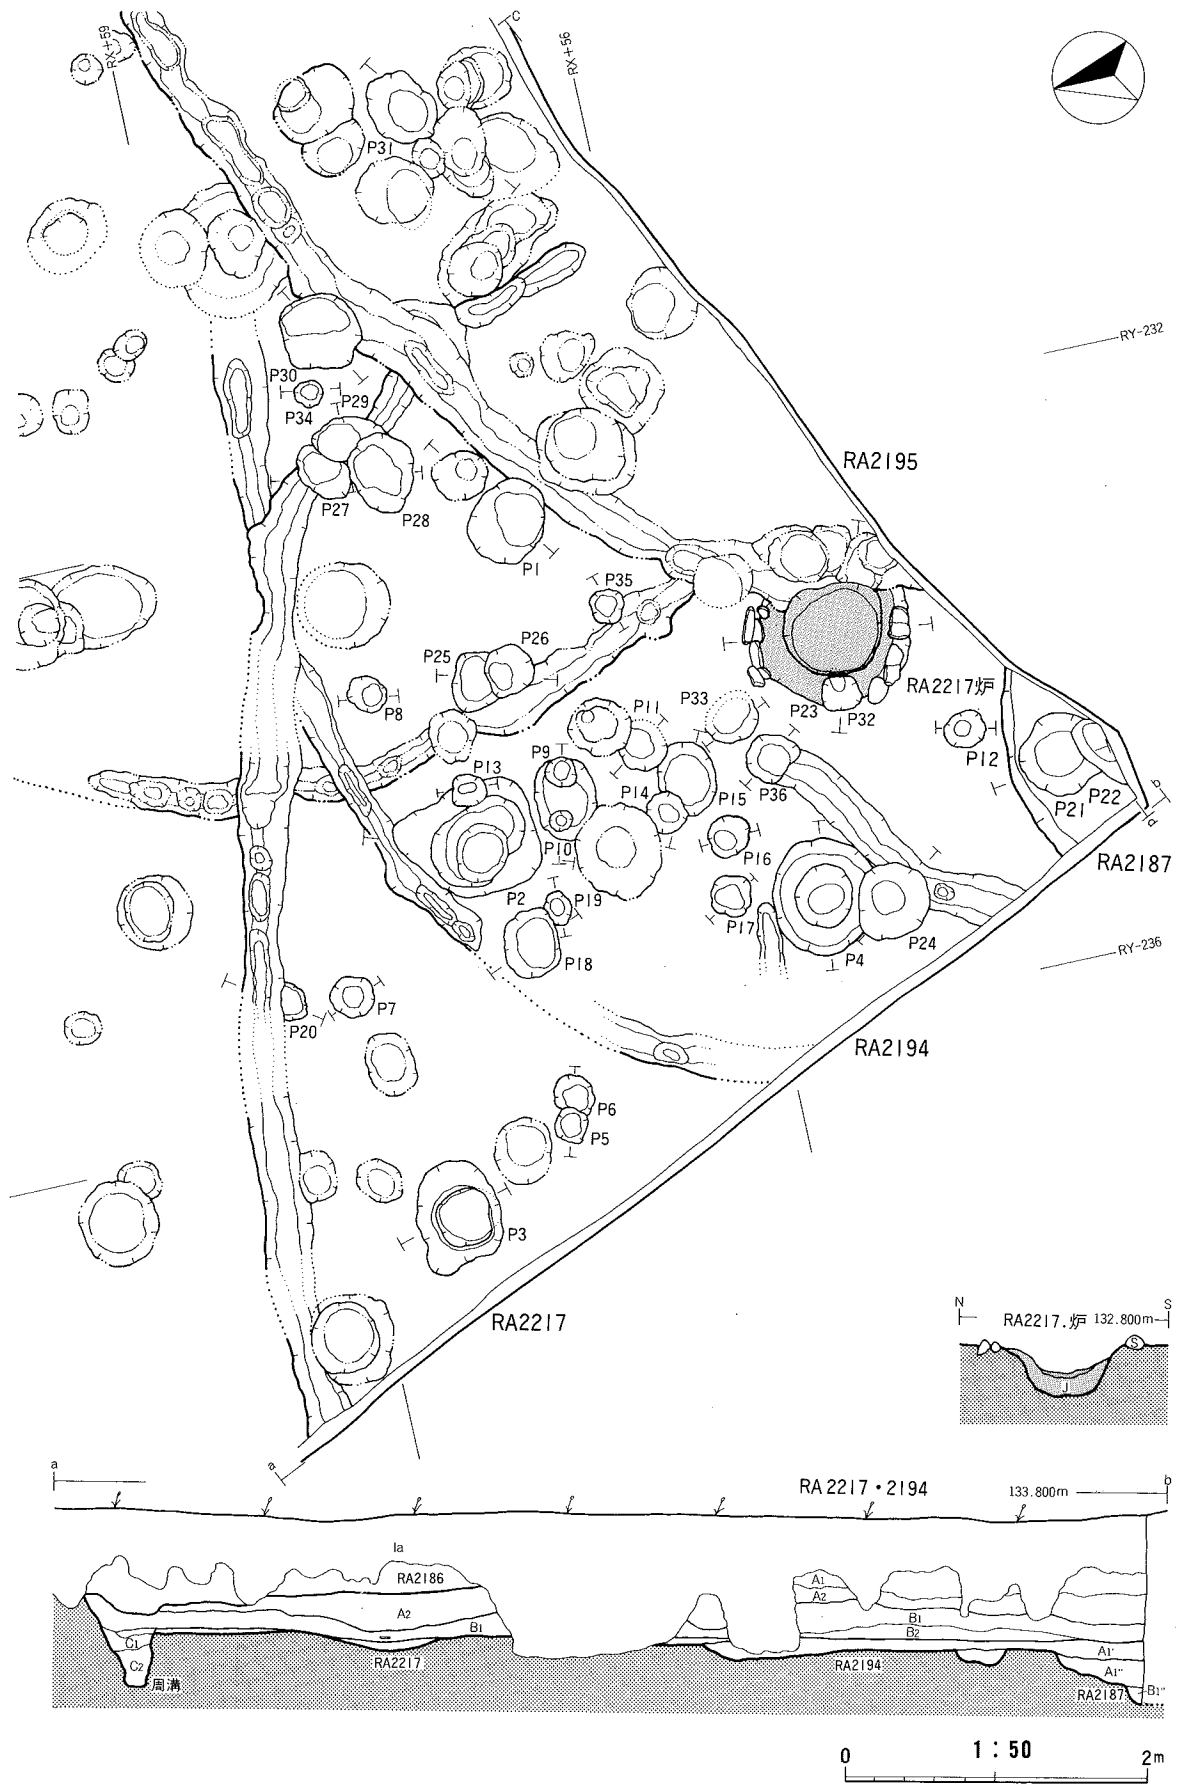 C
RX+59
RX+56
P31
RY-232
P30
P34
P29
RA2195
P27
P28
P1
P35
P26
P25
RA2217炉
P8
P33
P11
P23
P32
P12
P9
P13
P14
P15
P36
P21
P22
b
d
P10
P16
RA2187
P2
P19
P17
P24
P18
P4
RY-236
P20
P7
RA2194
P6
P5
P3
RA2217
N
S
RA2217.炉 132.800m
S
J
a
a
b
RA2217・2194
133.800m
Ia
RA2186
A1
A2
A2
B1
B1
B2
C1
C2
周溝
RA2217
RA2194
A1'
A1"
RA2187
B1"
0
1:50
2m